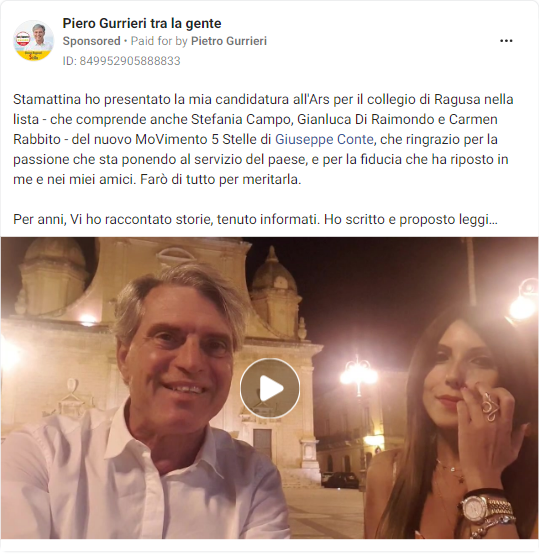 Piero Gurrieri tra la gente
Sponsored • Paid for by Pietro Gurrieri
ID: 849952905888833
Stamattina ho presentato la mia candidatura all'Ars per il collegio di Ragusa nella
lista - che comprende anche Stefania Campo, Gianluca Di Raimondo e Carmen
Rabbito - del nuovo MoVimento 5 Stelle di Giuseppe Conte, che ringrazio per la
passione che sta ponendo al servizio del paese, e per la fiducia che ha riposto in
me e nei miei amici. Farò di tutto per meritarla.
Per anni, Vi ho raccontato storie, tenuto informati. Ho scritto e proposto leggi...